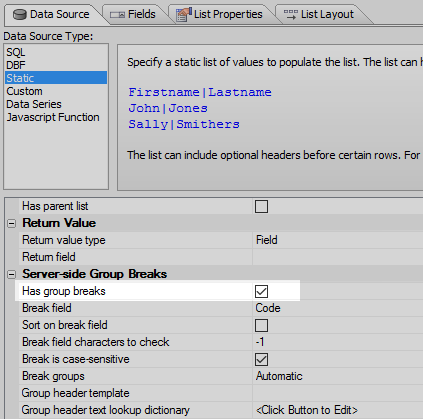 Data Source Fields List Properties List Layout
Data Source Type:
SQL
DBF
Static
Custom
Data Series
Javascript Function
Specify a static list of values to populate the list. The list can
Firstname|Lastname
John|Jones
Sally|Smithers
The list can include optional headers before certain rows. For
Has parent list
Return Value
Return value type Field
Return field
Server-side Group Breaks
Has group breaks
Break field Code
Sort on break field
Break field characters to check -1
Break is case-sensitive
Break groups Automatic
Group header template
Group header text lookup dictionary <Click Button to Edit>